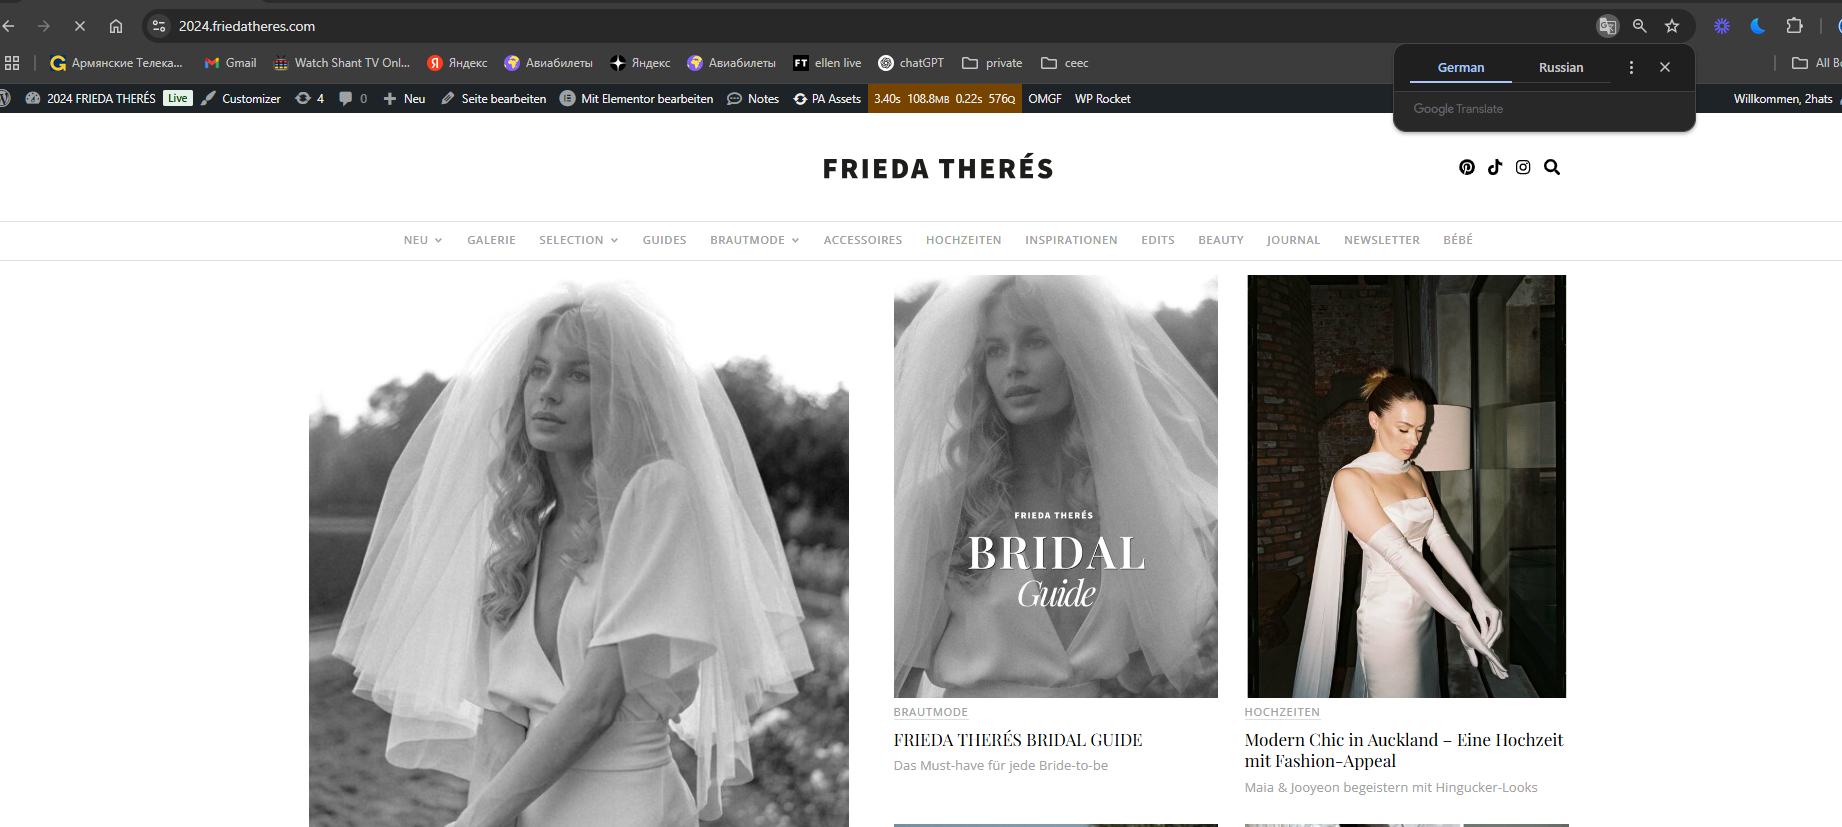 2024.friedatheres.com
Армянские Телека...
Gmail
Watch Shant TV Onl...
Яндекс
Авиабилеты
Яндекс
Авиабилеты
FT ellen live
chatGPT
private
ceec
All B
German
Russian
Google Translate
2024 FRIEDA THERÉS Live
Customizer
4
0
Neu
Seite bearbeiten
Mit Elementor bearbeiten
Notes
PA Assets
3.40s 108.8MB 0.22s 576Q
OMGF
WP Rocket
Willkommen, 2hats
FRIEDA THERÉS
NEU
GALERIE
SELECTION
GUIDES
BRAUTMODE
ACCESSOIRES
HOCHZEITEN
INSPIRATIONEN
EDITS
BEAUTY
JOURNAL
NEWSLETTER
BÉBÉ
FRIEDA THERÉS
BRIDAL
Guide
BRAUTMODE
FRIEDA THERÉS BRIDAL GUIDE
Das Must-have für jede Bride-to-be
HOCHZEITEN
Modern Chic in Auckland – Eine Hochzeit
mit Fashion-Appeal
Maia & Jooyeon begeistern mit Hingucker-Looks